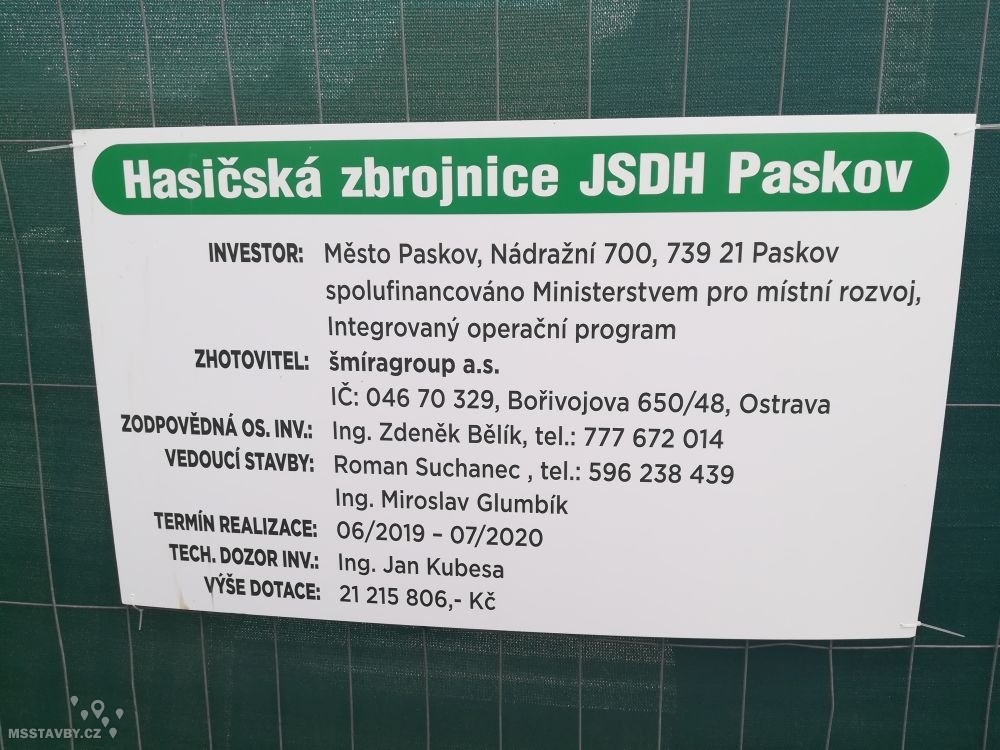 Hasičská zbrojnice JSDH Paskov
INVESTOR: Město Paskov, Nádražní 700, 739 21 Paskov
spolufinancováno Ministerstvem pro místní rozvoj,
Integrovaný operační program
ZHOTOVITEL: šmíragroup a.s.
IČ: 046 70 329, Bořivojova 650/48, Ostrava
ZODPOVĚDNÁ OS. INV.: Ing. Zdeněk Bělík, tel.: 777 672 014
VEDOUCÍ STAVBY: Roman Suchanec , tel.: 596 238 439
Ing. Miroslav Glumbík
TERMÍN REALIZACE: 06/2019 – 07/2020
TECH. DOZOR INV.: Ing. Jan Kubesa
VÝŠE DOTACE: 21 215 806,- Kč
MSSTAVBY.CZ